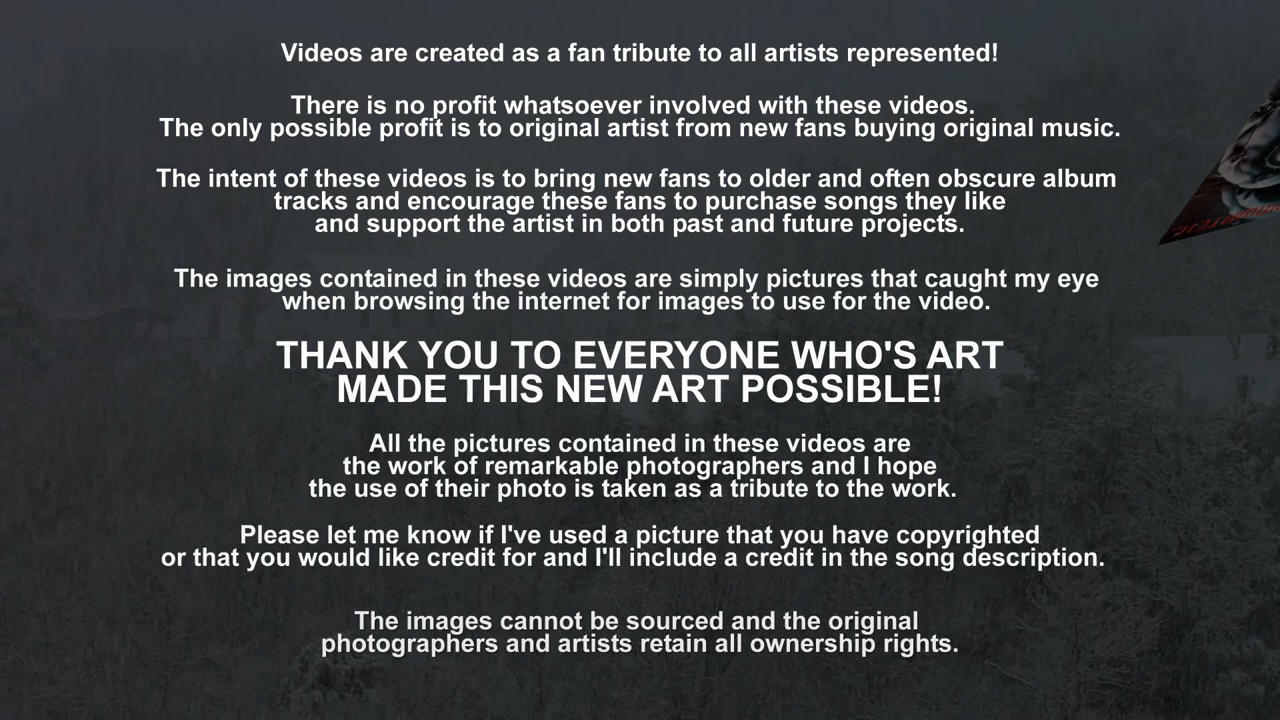 Videos are created as a fan tribute to all artists represented!
There is no profit whatsoever involved with these videos.
The only possible profit is to original artist from new fans buying original music.
The intent of these videos is to bring new fans to older and often obscure album
tracks and encourage these fans to purchase songs they like
and support the artist in both past and future projects.
The images contained in these videos are simply pictures that caught my eye
when browsing the internet for images to use for the video.
THANK YOU TO EVERYONE WHO'S ART
MADE THIS NEW ART POSSIBLE!
All the pictures contained in these videos are
the work of remarkable photographers and I hope
the use of their photo is taken as a tribute to the work.
Please let me know if I've used a picture that you have copyrighted
or that you would like credit for and I'll include a credit in the song description.
The images cannot be sourced and the original
photographers and artists retain all ownership rights.